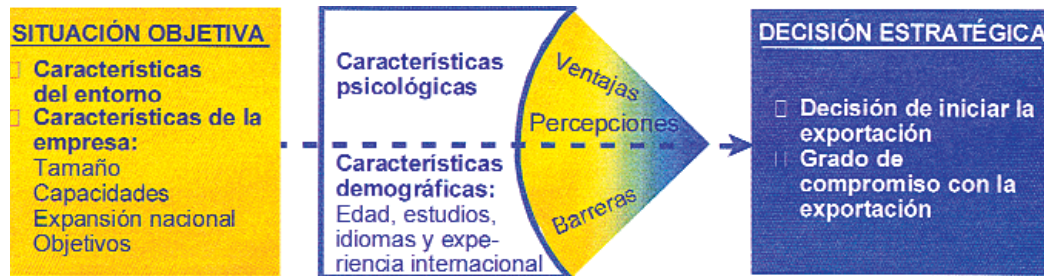 SITUACIÓN OBJETIVA
Características
del entorno
Características de la
empresa:
Tamaño
Capacidades
Expansión nacional
Objetivos
Características
psicológicas
Características
demográficas:
Edad, estudios,
idiomas y expe-
riencia internacional
Ventajas
Percepciones
Barreras
DECISIÓN ESTRATÉGICA
Decisión de iniciar la
exportación
Grado de
compromiso con la
exportación